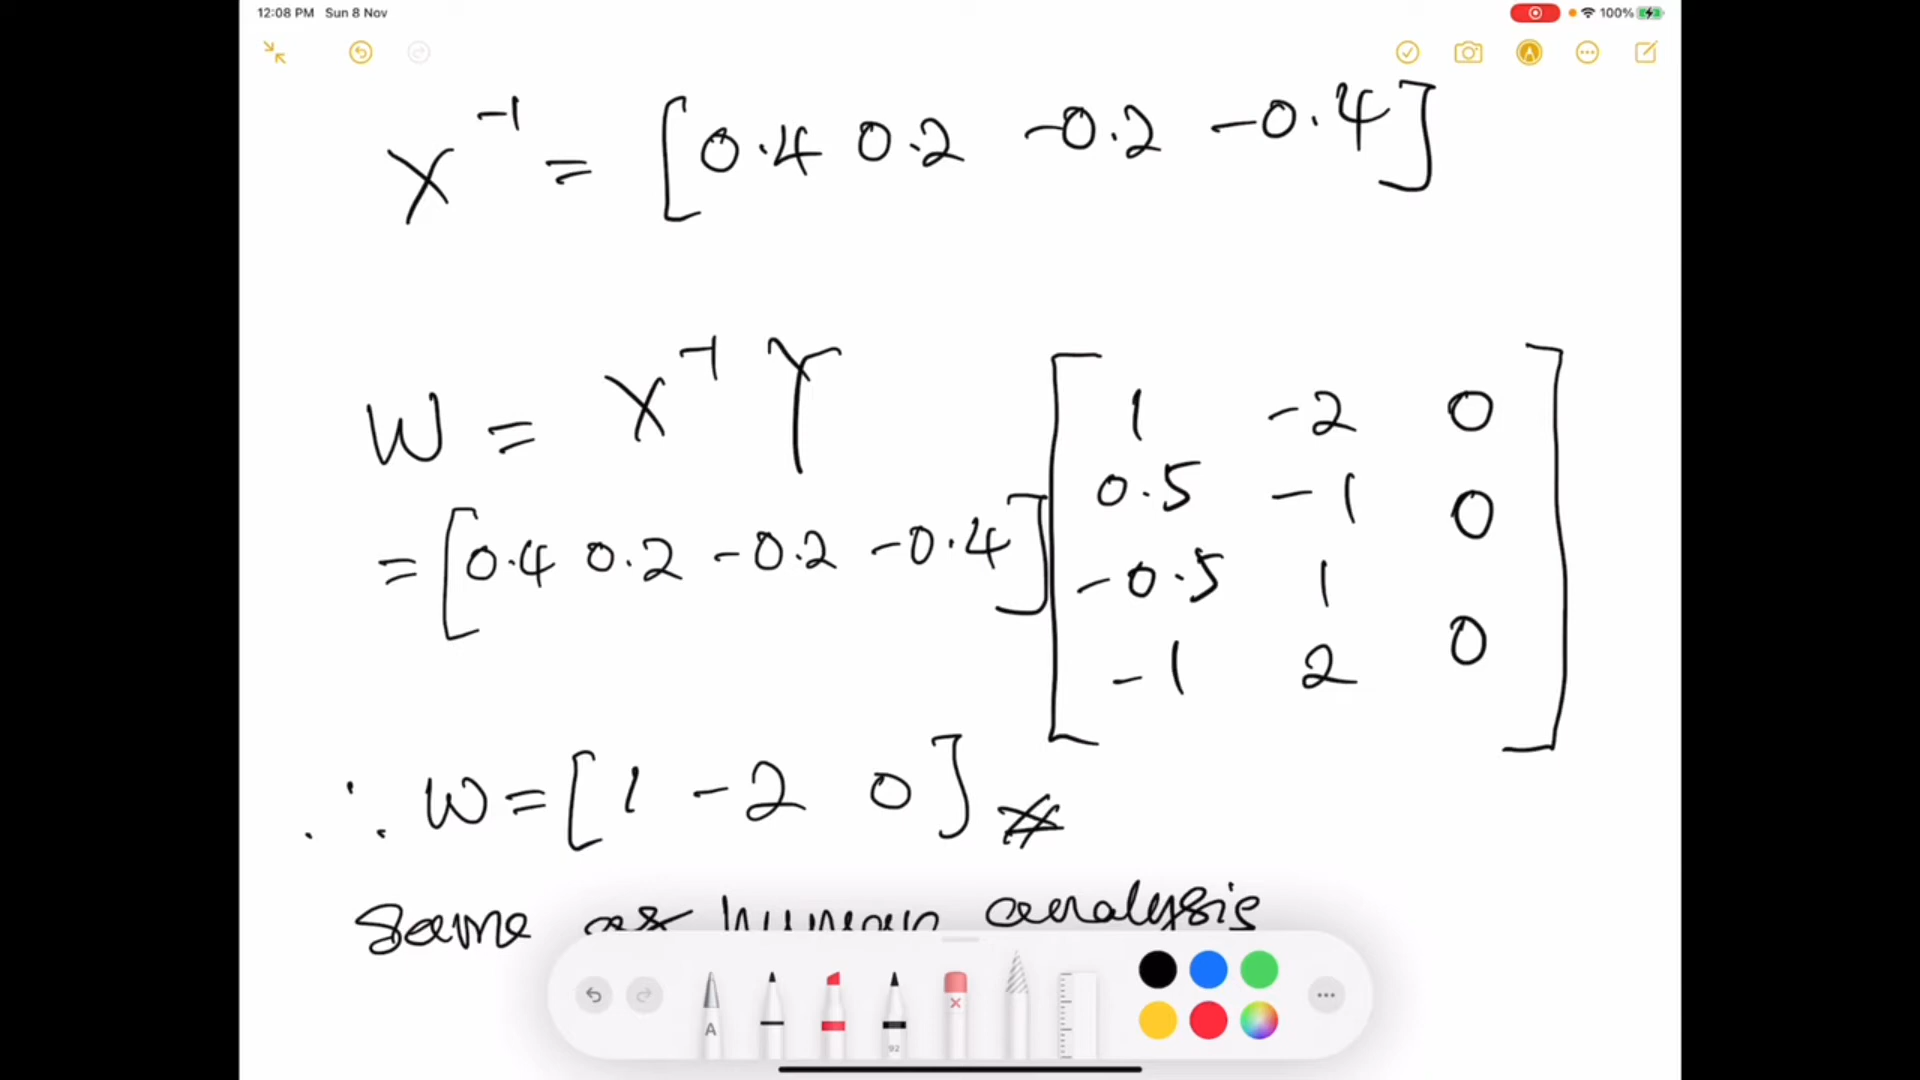 12:08 PM Sun 8 Nov 100%
X⁻¹ = [0.4 0.2 -0.2 -0.4]
W = X⁻¹ Y
= [0.4 0.2 -0.2 -0.4]
1 -2 0
0.5 -1 0
-0.5 1
-1 2 0
∴ W = [1 -2 0]
Same as human analysis
A
92